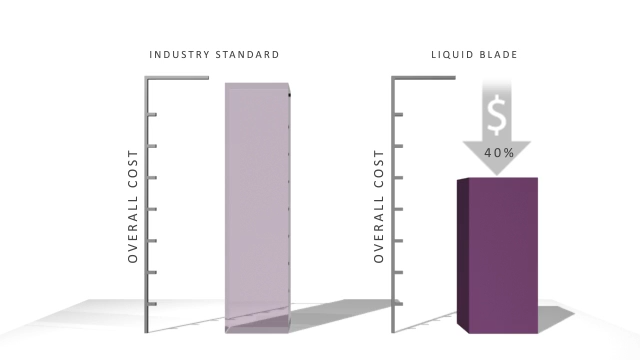 INDUSTRY STANDARD
OVERALL COST
LIQUID BLADE
OVERALL COST
$
40%